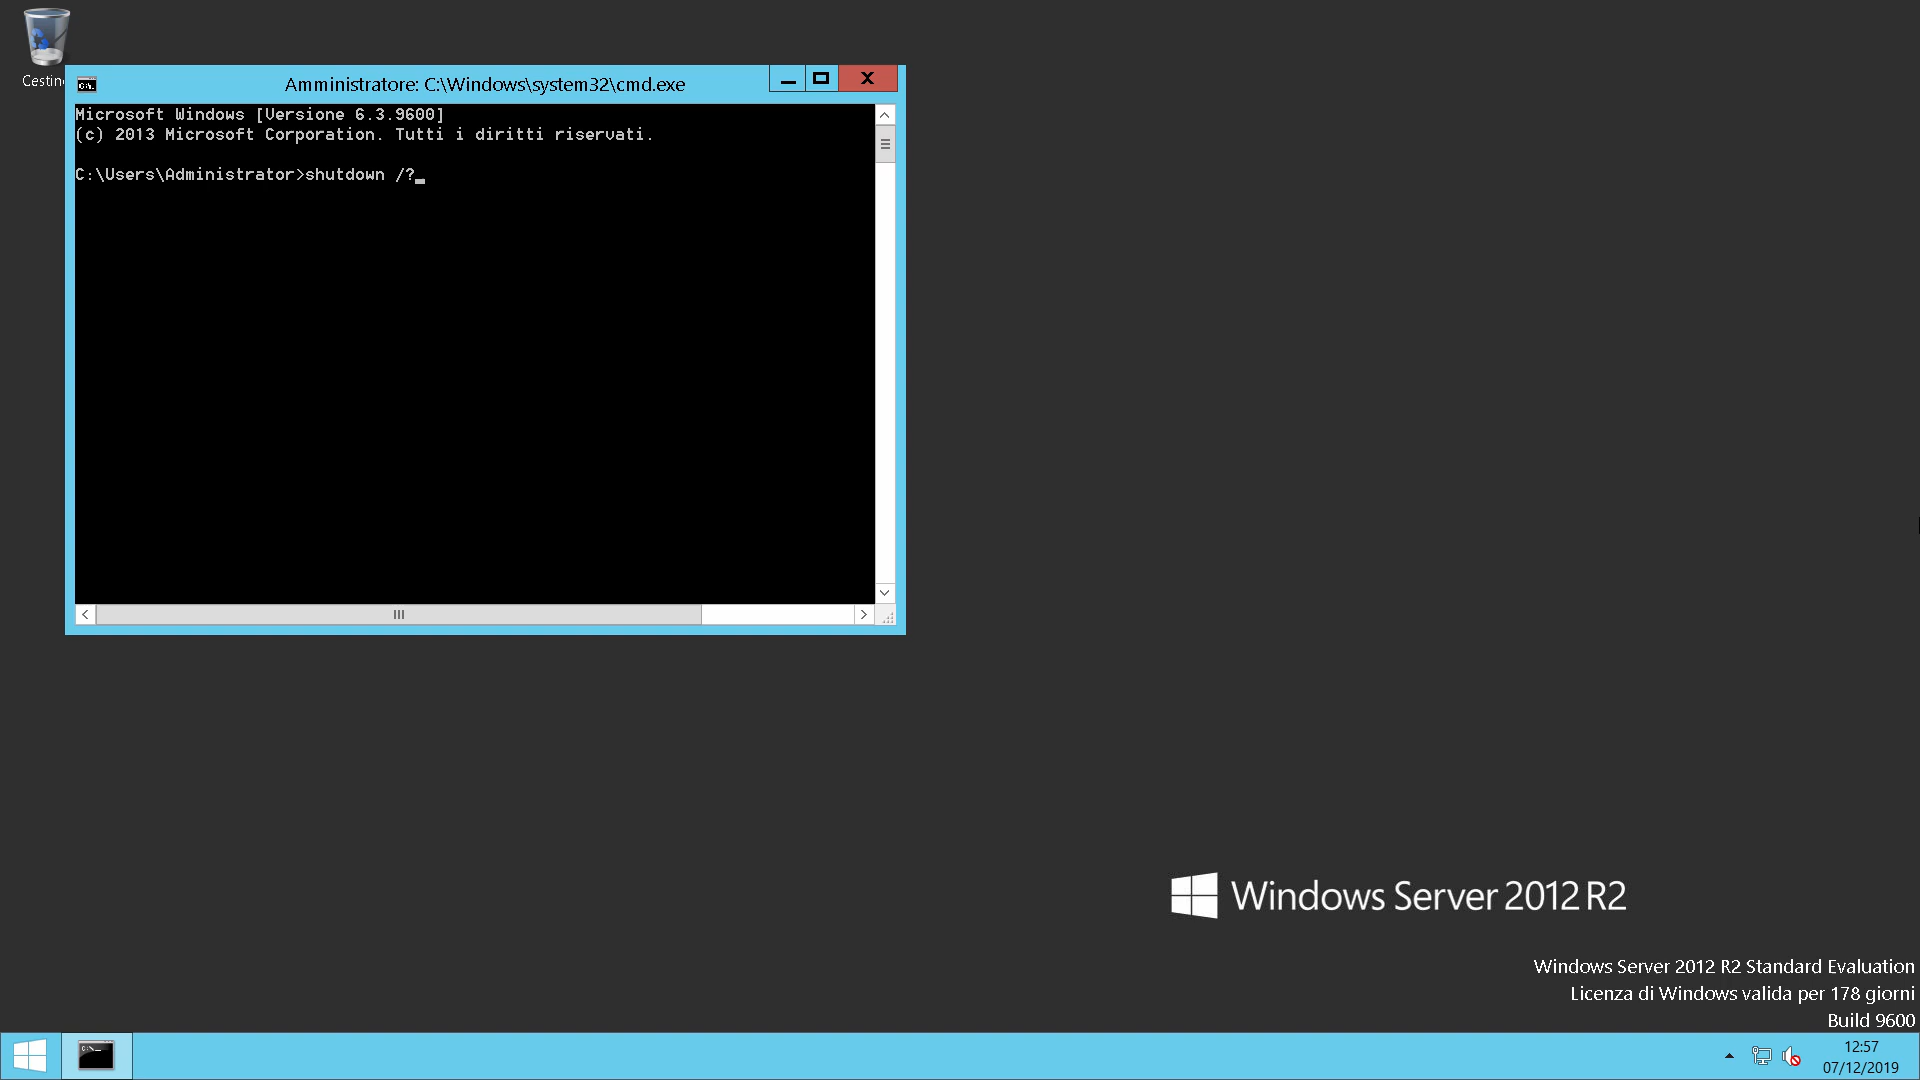 Cestin
Amministratore: C:\Windows\system32\cmd.exe
Microsoft Windows [Versione 6.3.9600]
(c) 2013 Microsoft Corporation. Tutti i diritti riservati.
C:\Users\Administrator>shutdown /?_
Windows Server 2012 R2
Windows Server 2012 R2 Standard Evaluation
Licenza di Windows valida per 178 giorni
Build 9600
12:57
07/12/2019